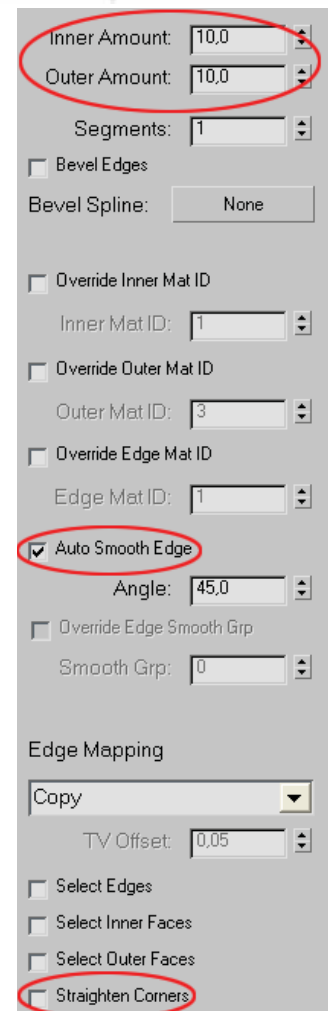 Inner Amount: 10,0
Outer Amount: 10,0
Segments: 1
Bevel Edges
Bevel Spline: None
Override Inner Mat ID
Inner Mat ID: 1
Override Outer Mat ID
Outer Mat ID: 3
Override Edge Mat ID
Edge Mat ID: 1
Auto Smooth Edge
Angle: 45,0
Override Edge Smooth Grp
Smooth Grp: 0
Edge Mapping
Copy
TV Offset: 0,05
Select Edges
Select Inner Faces
Select Outer Faces
Straighten Corners